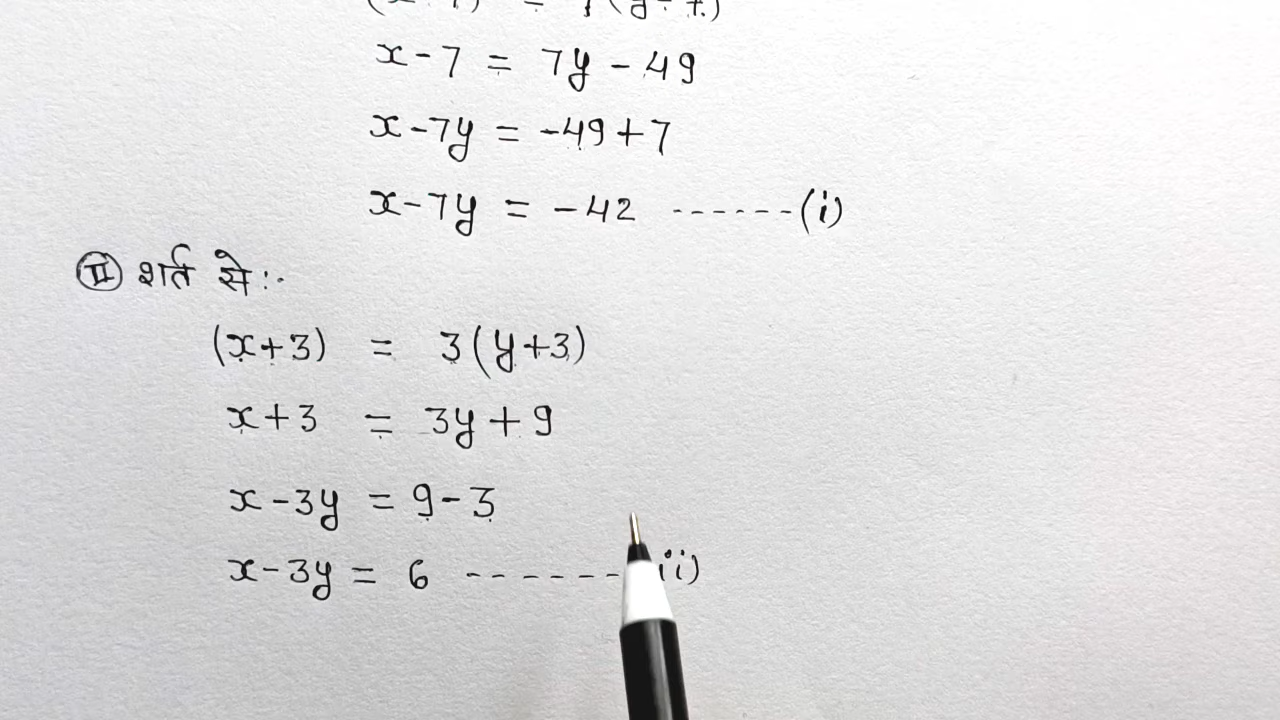 x-7 = 7y-49
x-7y = -49+7
x-7y = -42 ------(i)
(II) शर्त से:-
(x+3) = 3(y+3)
x+3 = 3y+9
x-3y = 9-3
x-3y = 6 ------ii)